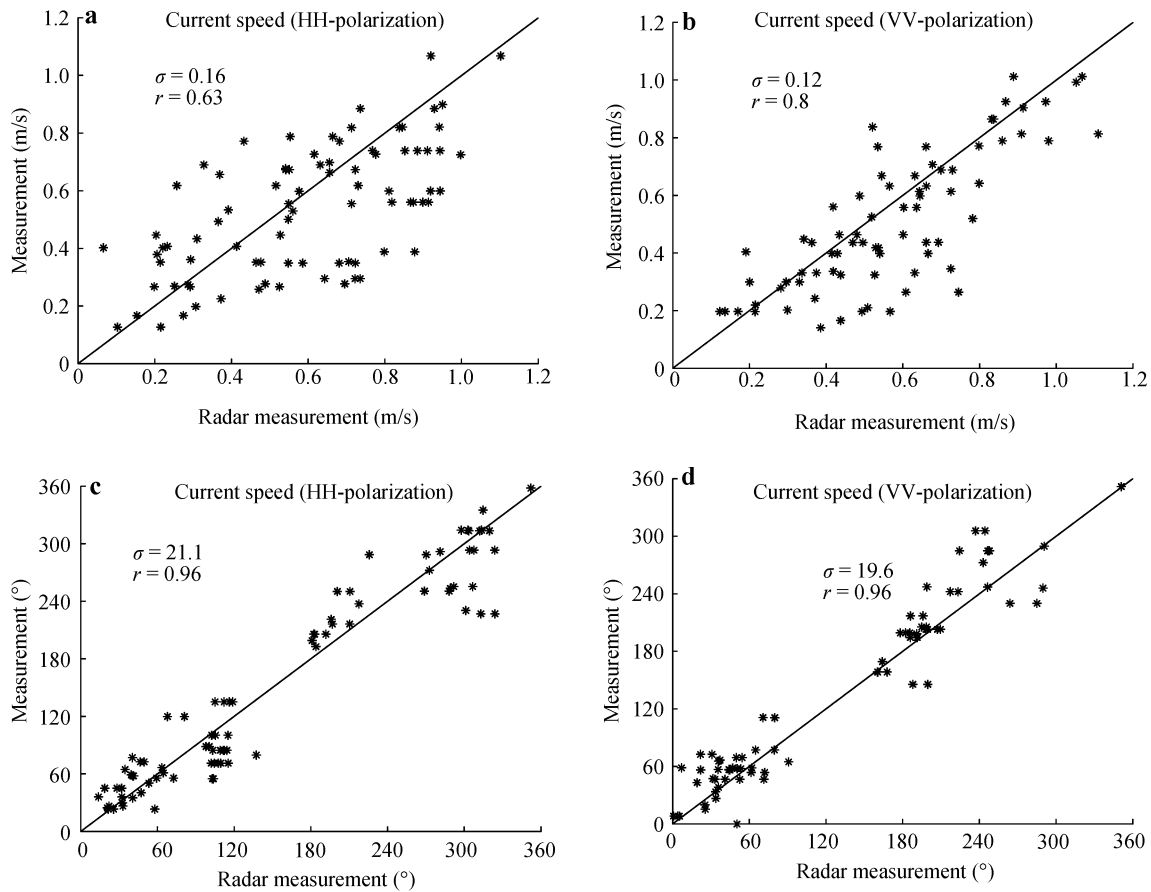 a
Current speed (HH-polarization)
σ = 0.16
r = 0.63
1.2
1.0
0.8
0.6
0.4
0.2
0
Measurement (m/s)
0 0.2 0.4 0.6 0.8 1.0 1.2
Radar measurement (m/s)
b
Current speed (VV-polarization)
σ = 0.12
r = 0.8
1.2
1.0
0.8
0.6
0.4
0.2
0
Measurement (m/s)
0 0.2 0.4 0.6 0.8 1.0 1.2
Radar measurement (m/s)
c
Current speed (HH-polarization)
σ = 21.1
r = 0.96
360
300
240
180
120
60
0
Measurement (°)
0 60 120 180 240 300 360
Radar measurement (°)
d
Current speed (VV-polarization)
σ = 19.6
r = 0.96
360
300
240
180
120
60
0
Measurement (°)
0 60 120 180 240 300 360
Radar measurement (°)